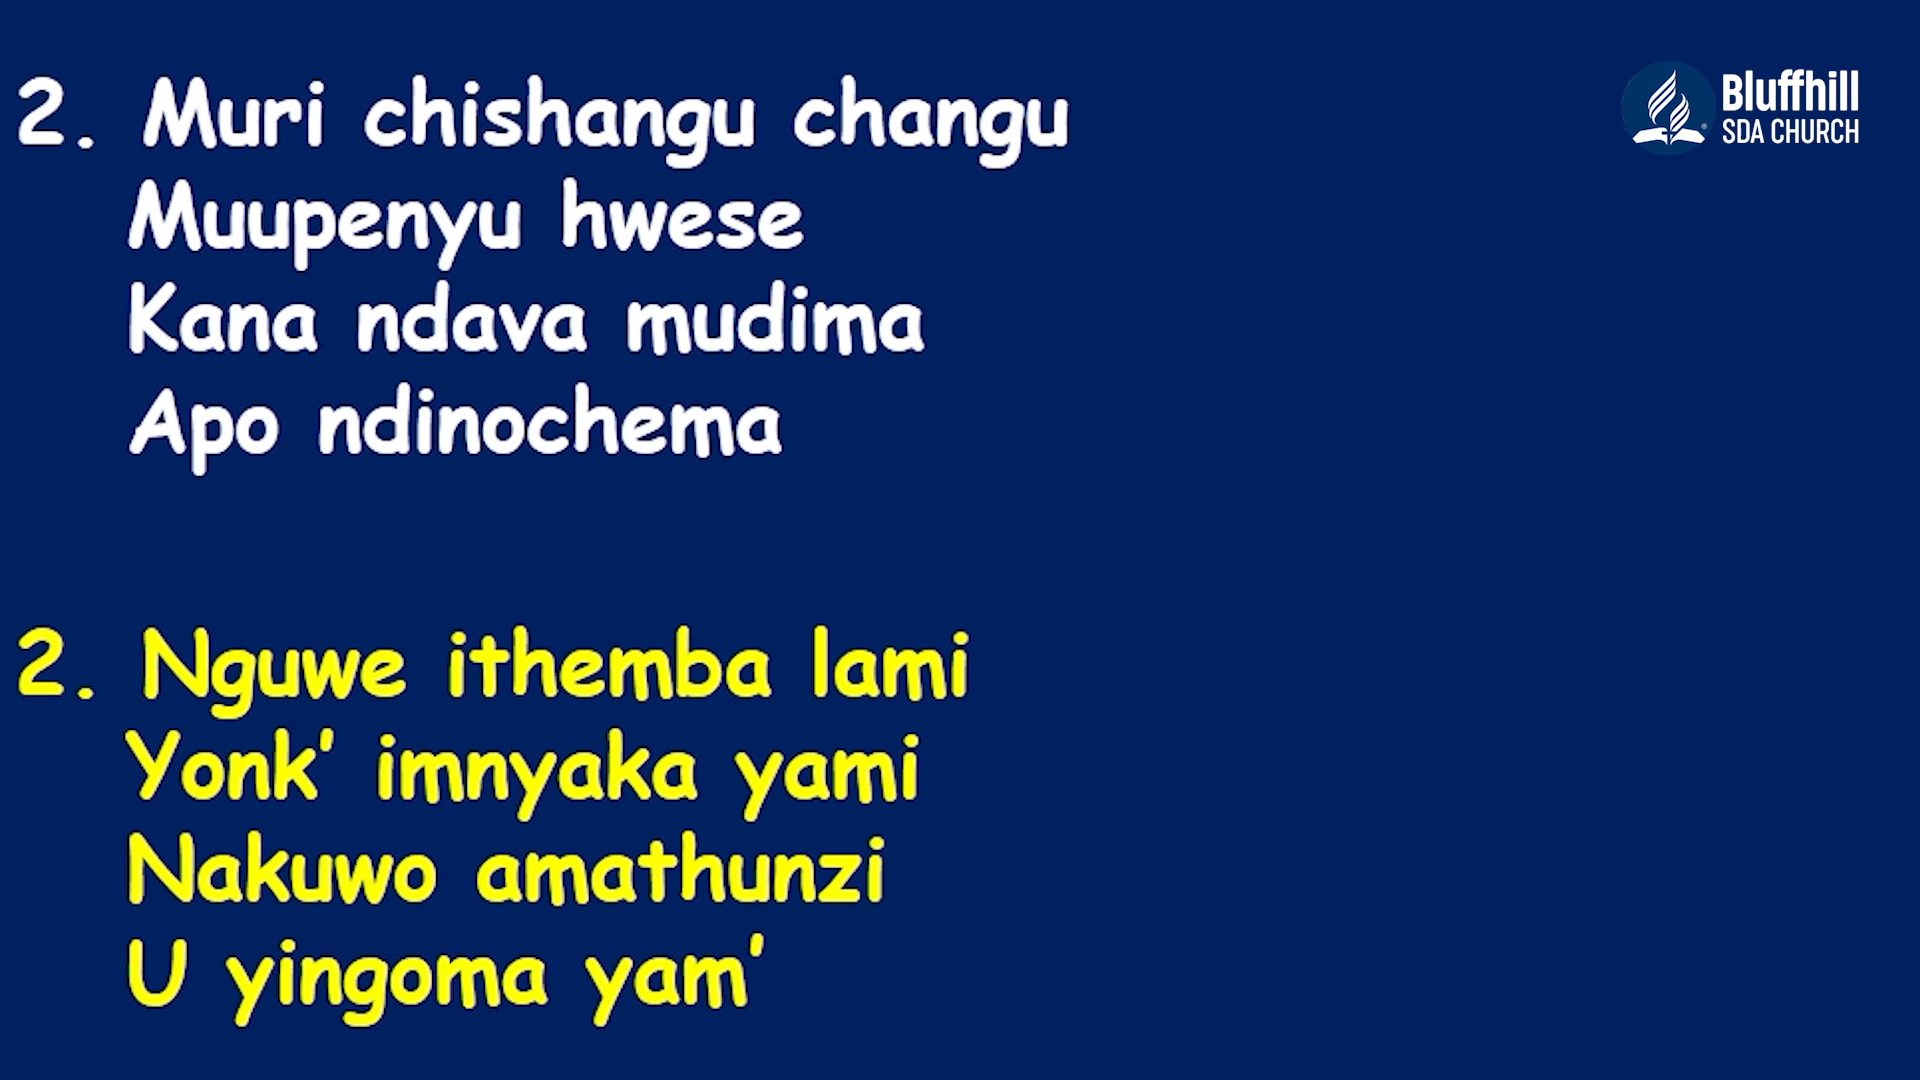 2. Muri chishangu changu
Muupenyu hwese
Kana ndava mudima
Apo ndinochema
2. Nguwe ithemba lami
Yonk’ imnyaka yami
Nakuwo amathunzi
U yingoma yam’
Bluffhill
SDA CHURCH